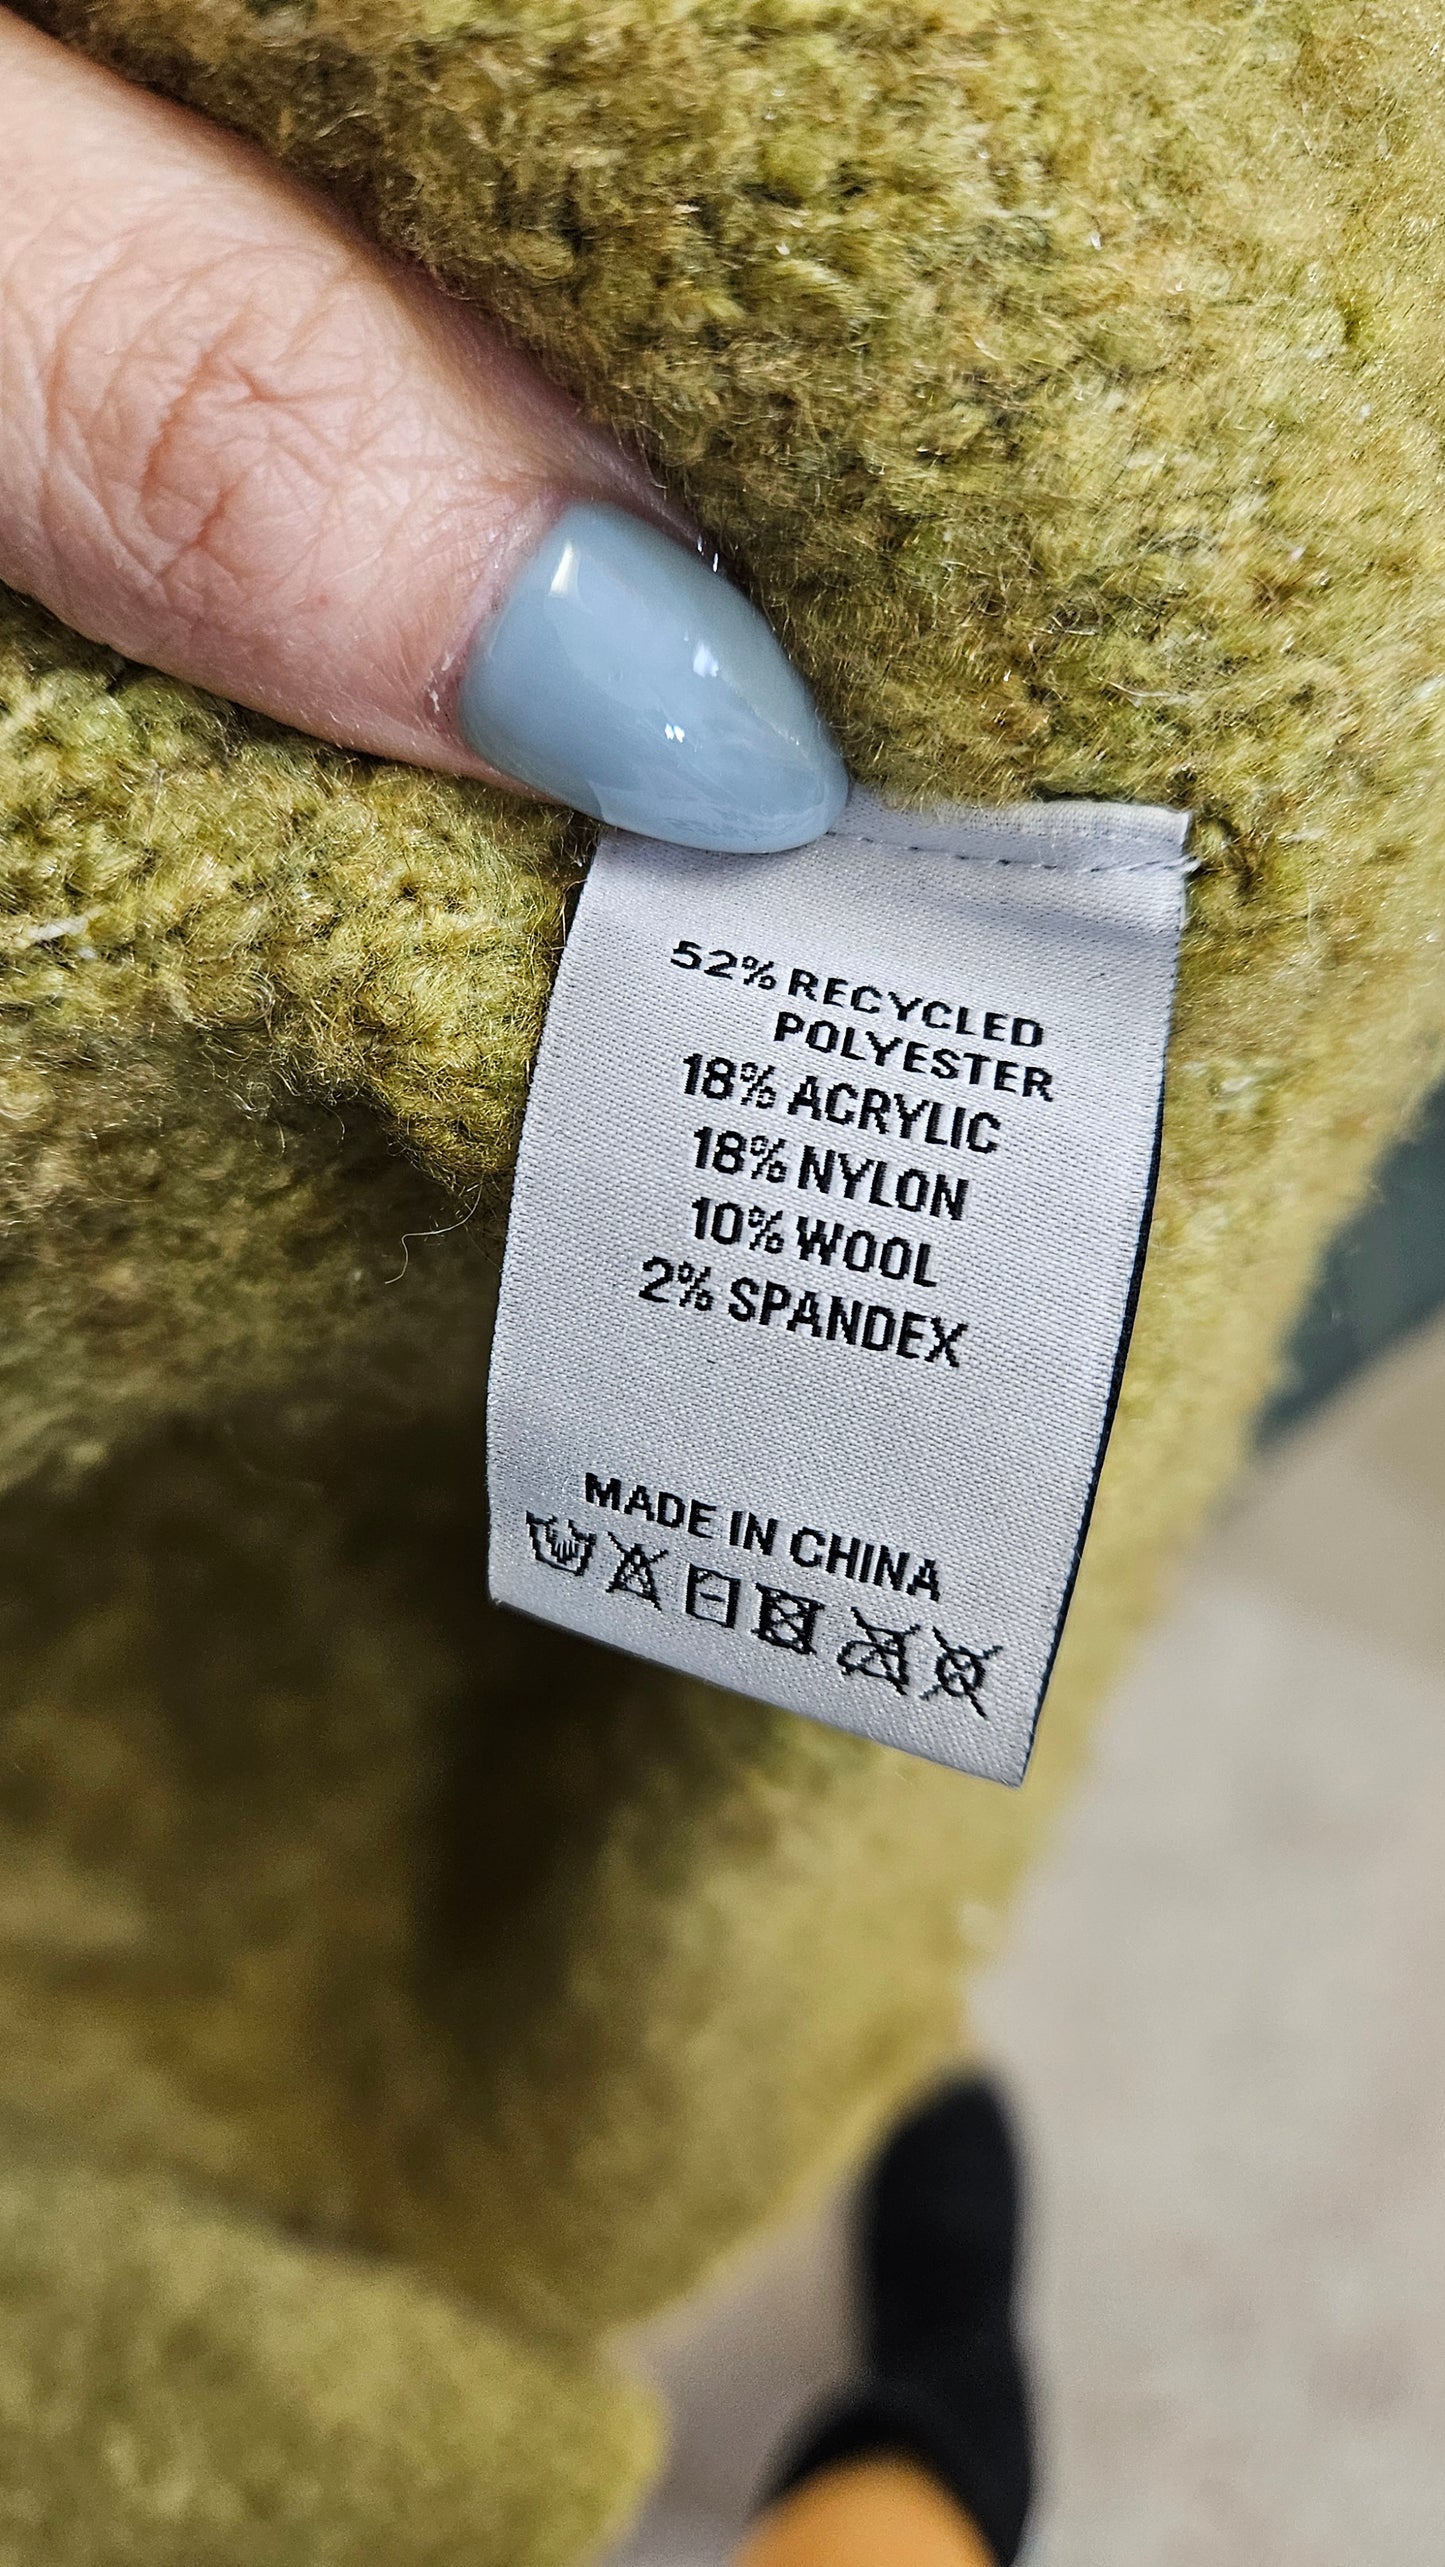 52% RECYCLED
POLYESTER
18% ACRYLIC
18% NYLON
10% WOOL
2% SPANDEX
MADE IN CHINA